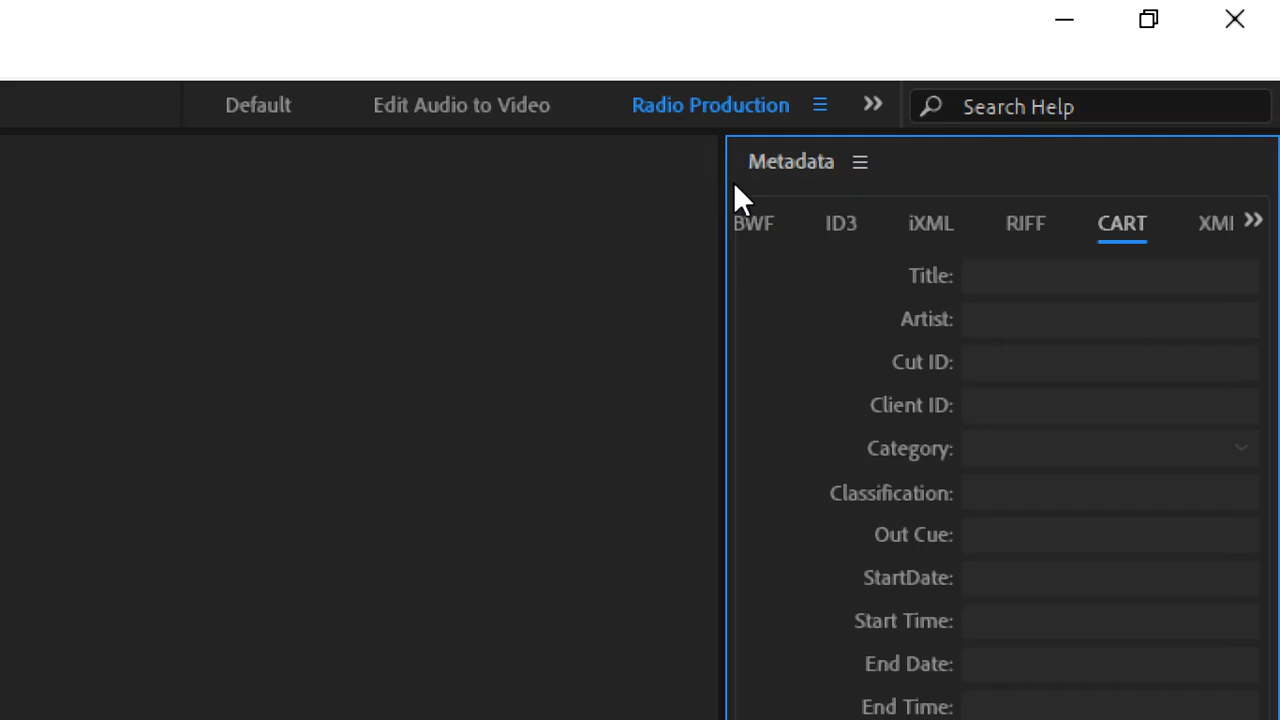 Default Edit Audio to Video Radio Production Search Help
Metadata
BWF ID3 iXML RIFF CART XMI
Title:
Artist:
Cut ID:
Client ID:
Category:
Classification:
Out Cue:
StartDate:
Start Time:
End Date:
End Time: